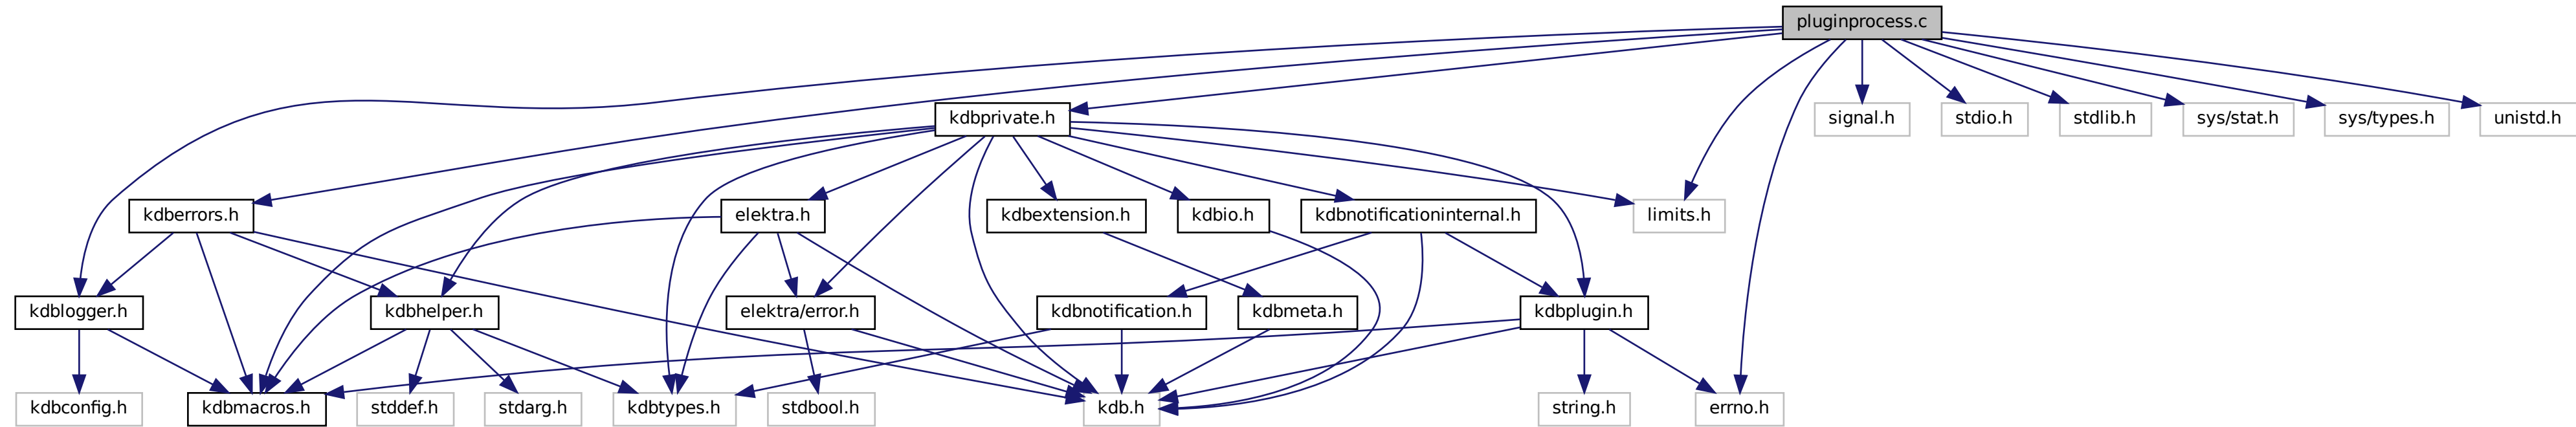 pluginprocess.c
kdbprivate.h
signal.h
stdio.h
stdlib.h
sys/stat.h
sys/types.h
unistd.h
kdberrors.h
elektra.h
kdbextension.h
kdbio.h
kdbnotificationinternal.h
limits.h
kdblogger.h
kdbhelper.h
elektra/error.h
kdbnotification.h
kdbmeta.h
kdbplugin.h
kdbconfig.h
kdbmacros.h
stddef.h
stdarg.h
kdbtypes.h
stdbool.h
kdb.h
string.h
errno.h